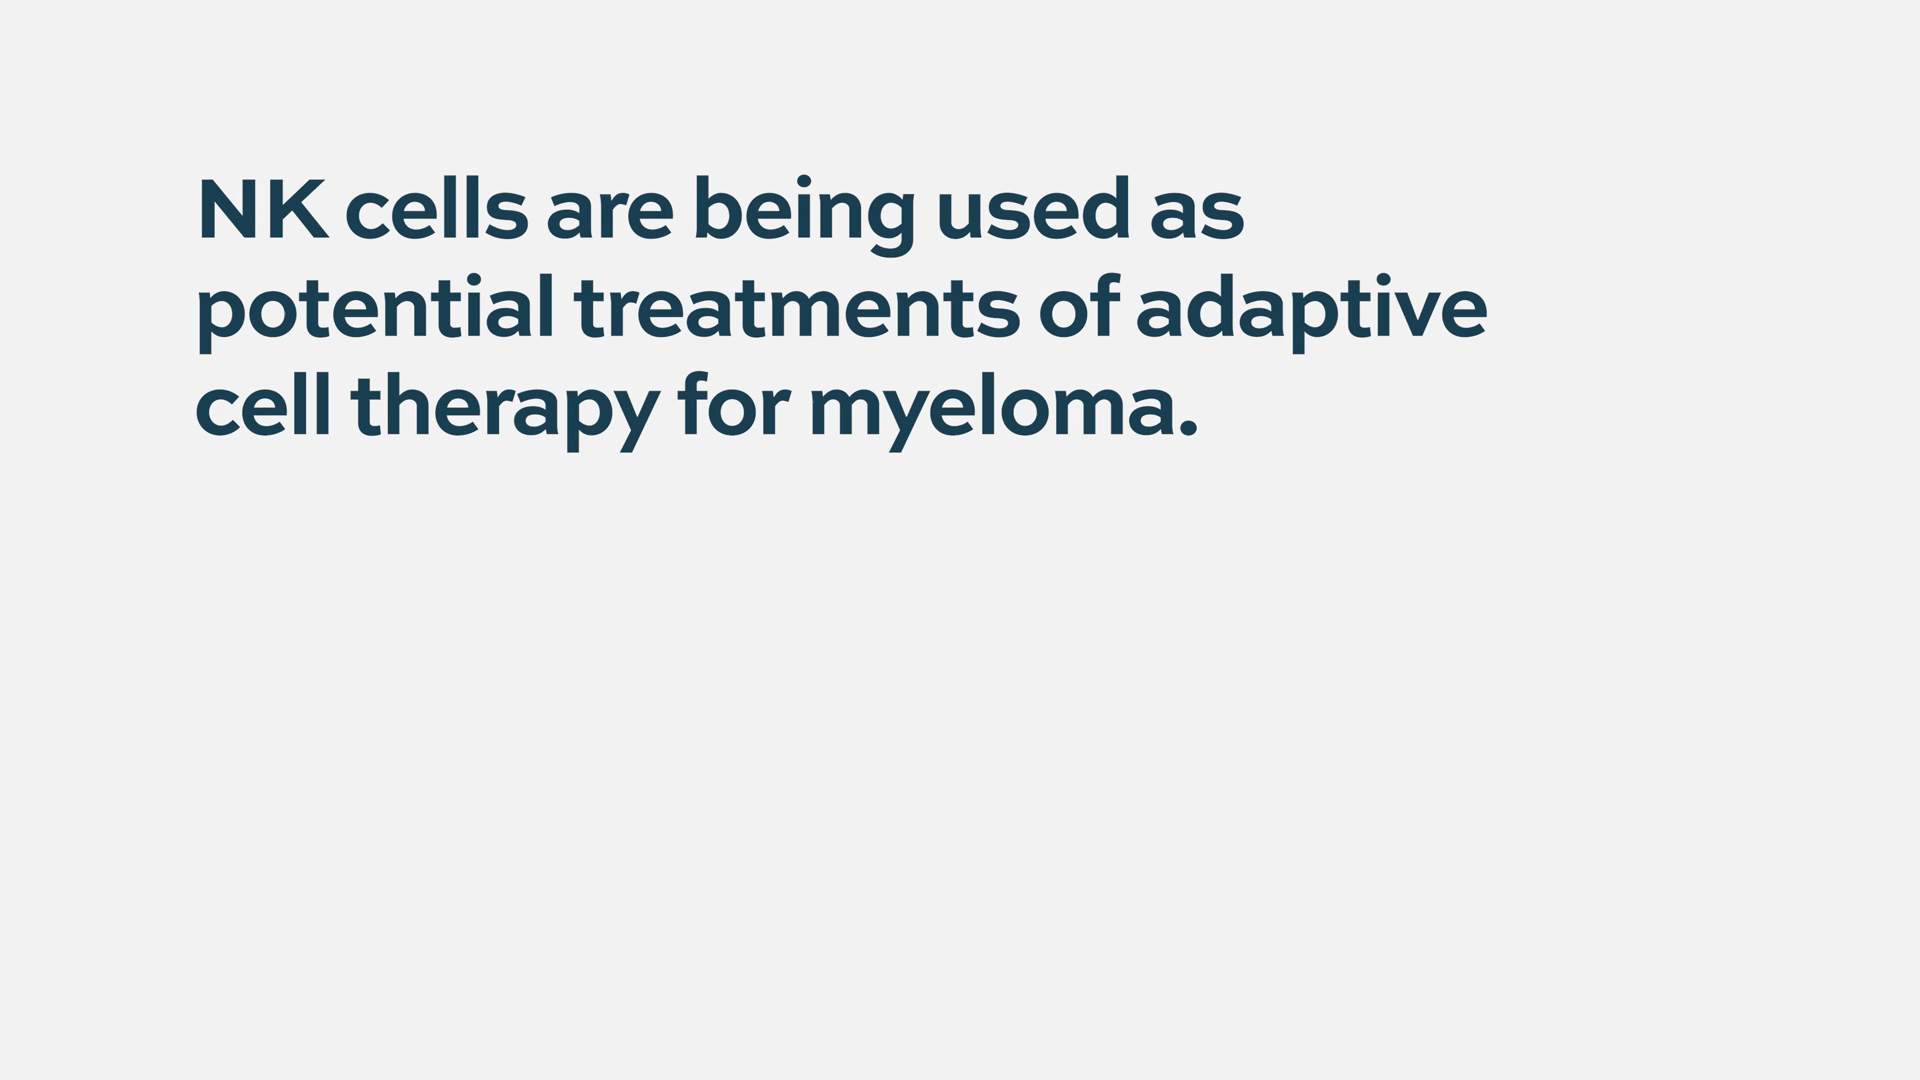 NK cells are being used as
potential treatments of adaptive
cell therapy for myeloma.